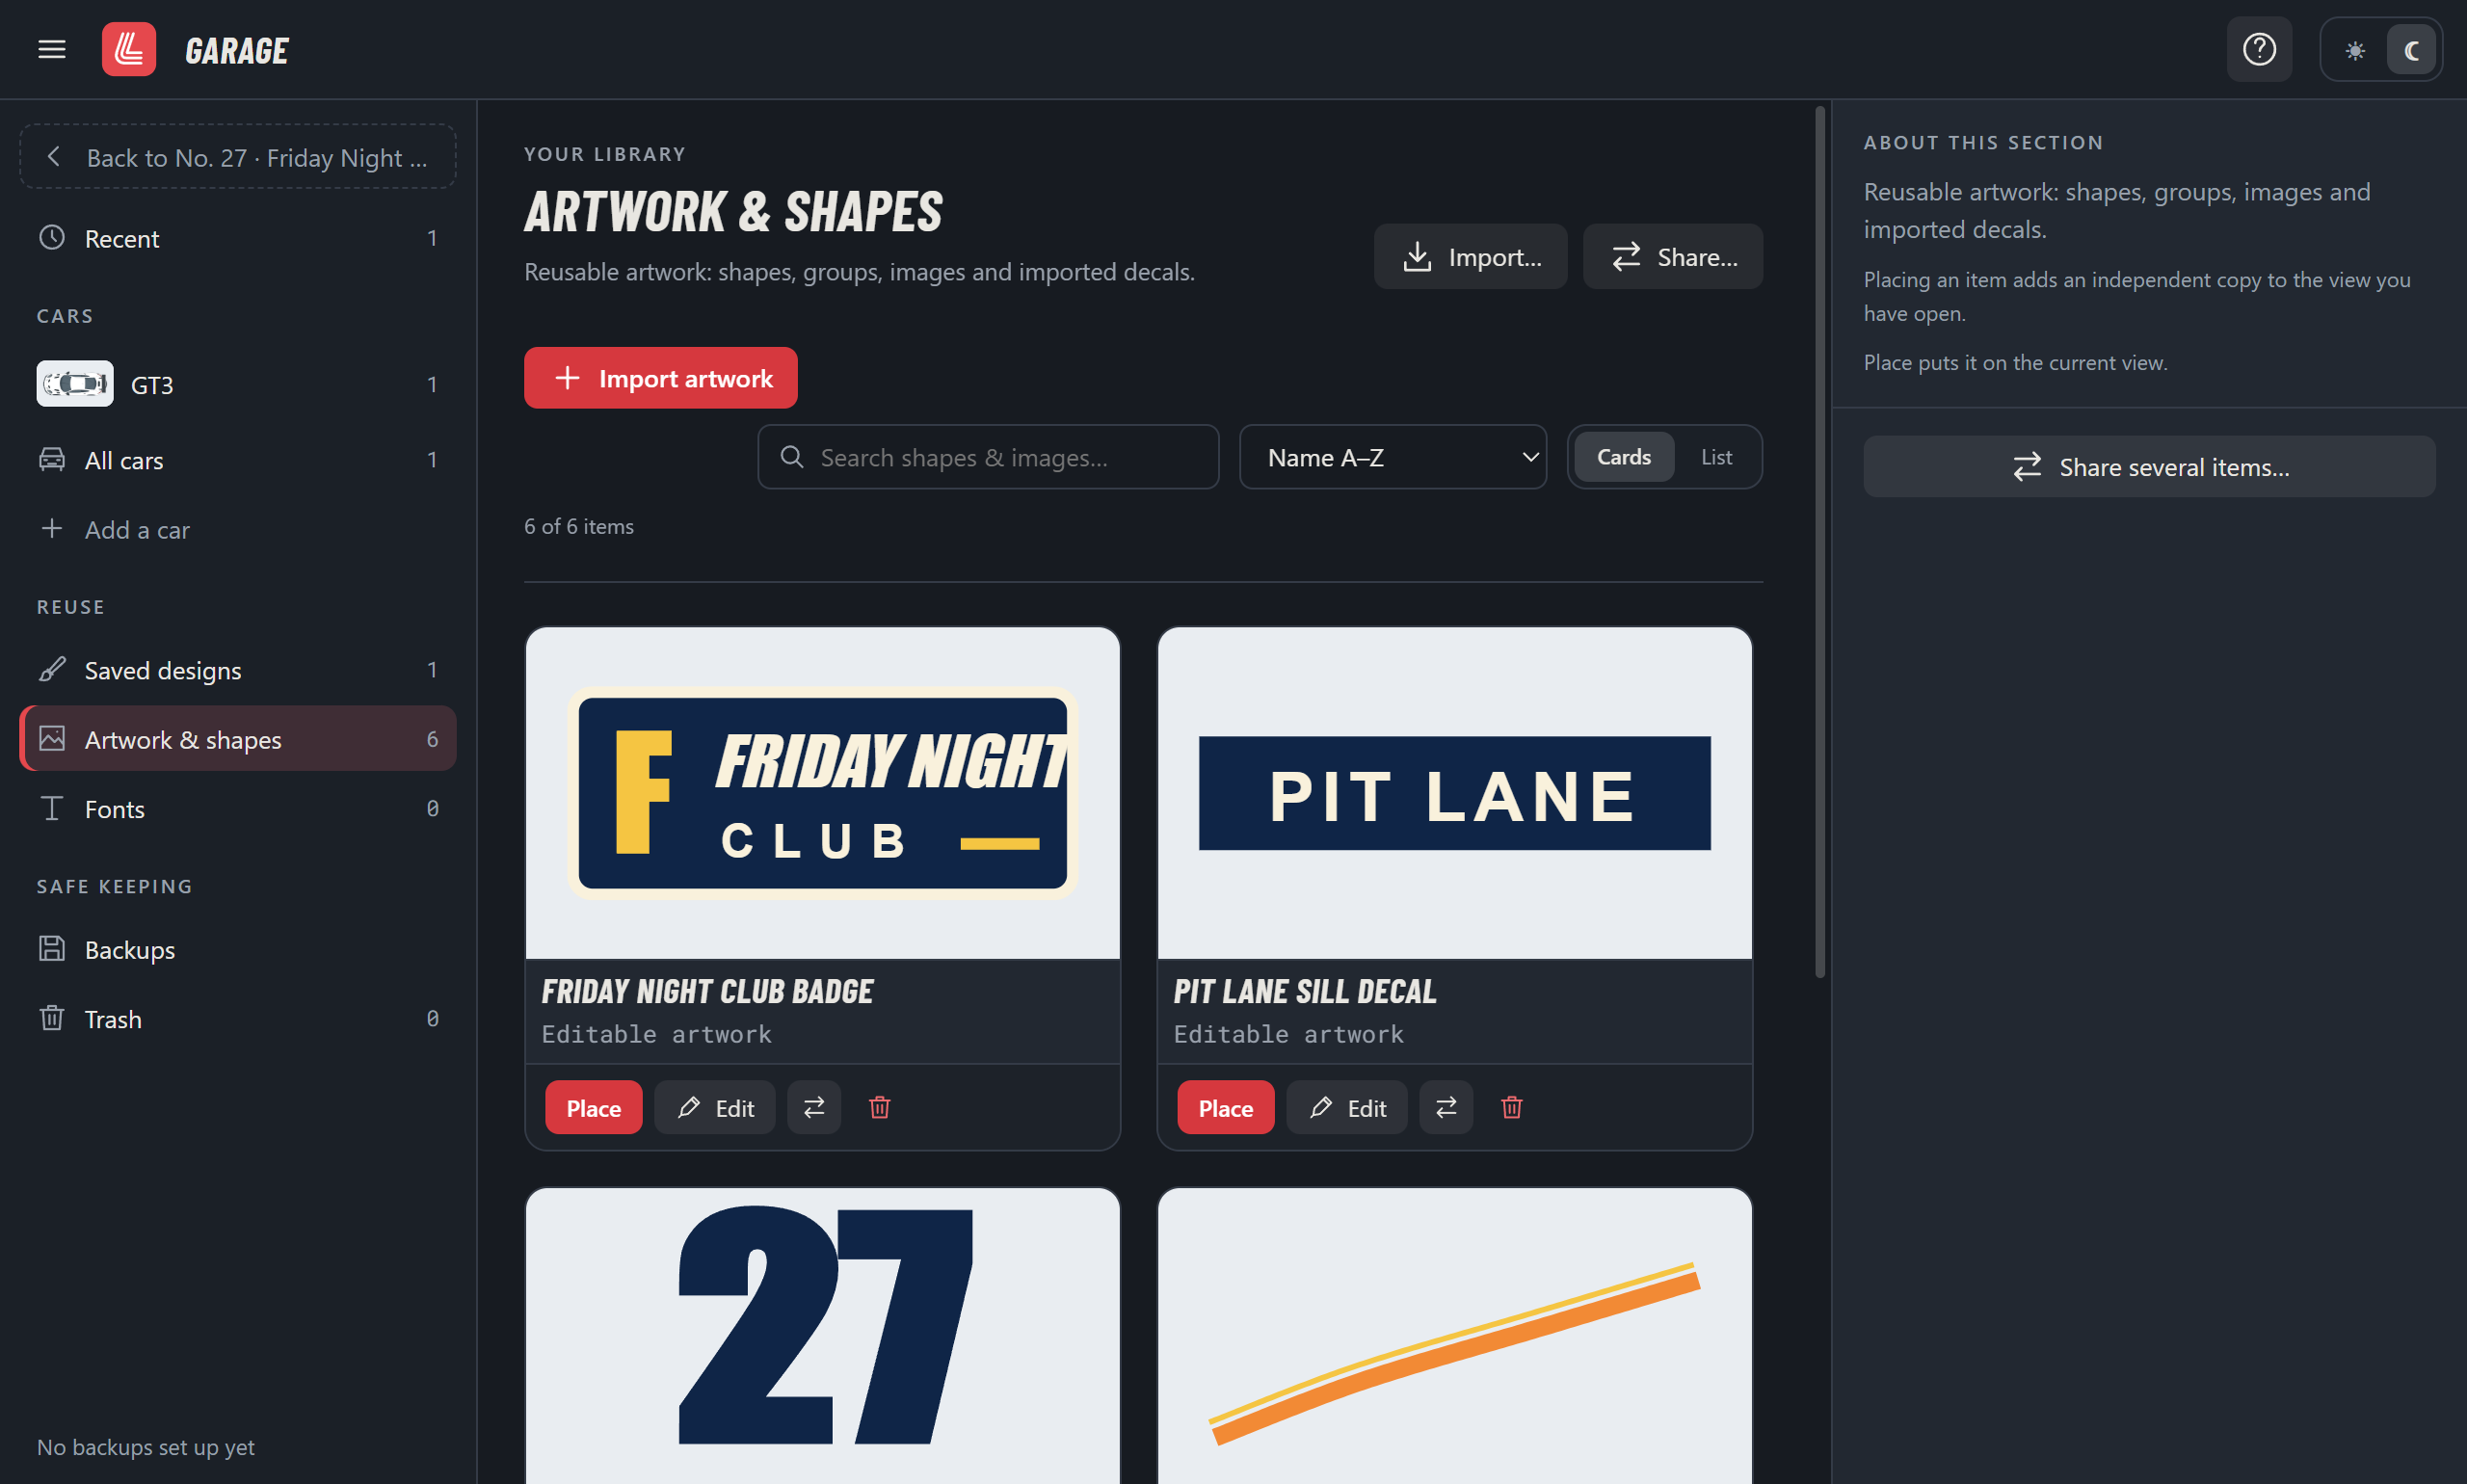 GARAGE
Back to No. 27 · Friday Night ...
Recent 1
CARS
GT3 1
All cars 1
Add a car
REUSE
Saved designs 1
Artwork & shapes 6
Fonts 0
SAFE KEEPING
Backups
Trash 0
No backups set up yet
YOUR LIBRARY
ARTWORK & SHAPES
Reusable artwork: shapes, groups, images and imported decals.
Import...
Share...
Import artwork
Search shapes & images...
Name A–Z
Cards
List
6 of 6 items
F
FRIDAY NIGHT
CLUB
FRIDAY NIGHT CLUB BADGE
Editable artwork
Place
Edit
PIT LANE
PIT LANE SILL DECAL
Editable artwork
Place
Edit
27
ABOUT THIS SECTION
Reusable artwork: shapes, groups, images and
imported decals.
Placing an item adds an independent copy to the view you
have open.
Place puts it on the current view.
Share several items...